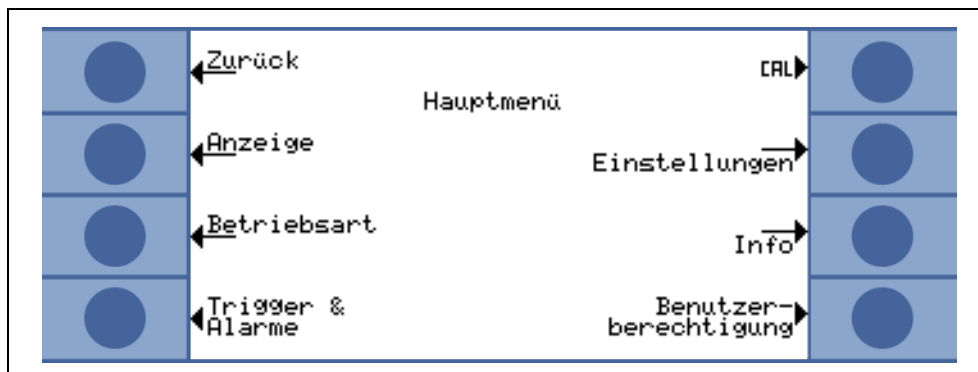 Zurück
CAL
Hauptmenü
Anzeige
Einstellungen
Betriebsart
Info
Trigger &
Alarme
Benutzer-
berechtigung